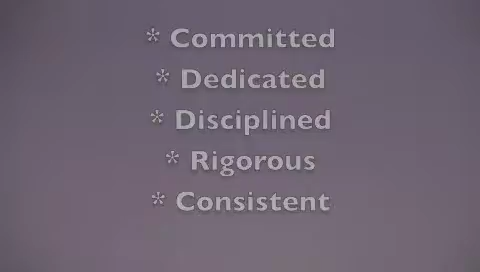 * Committed
* Dedicated
* Disciplined
* Rigorous
* Consistent